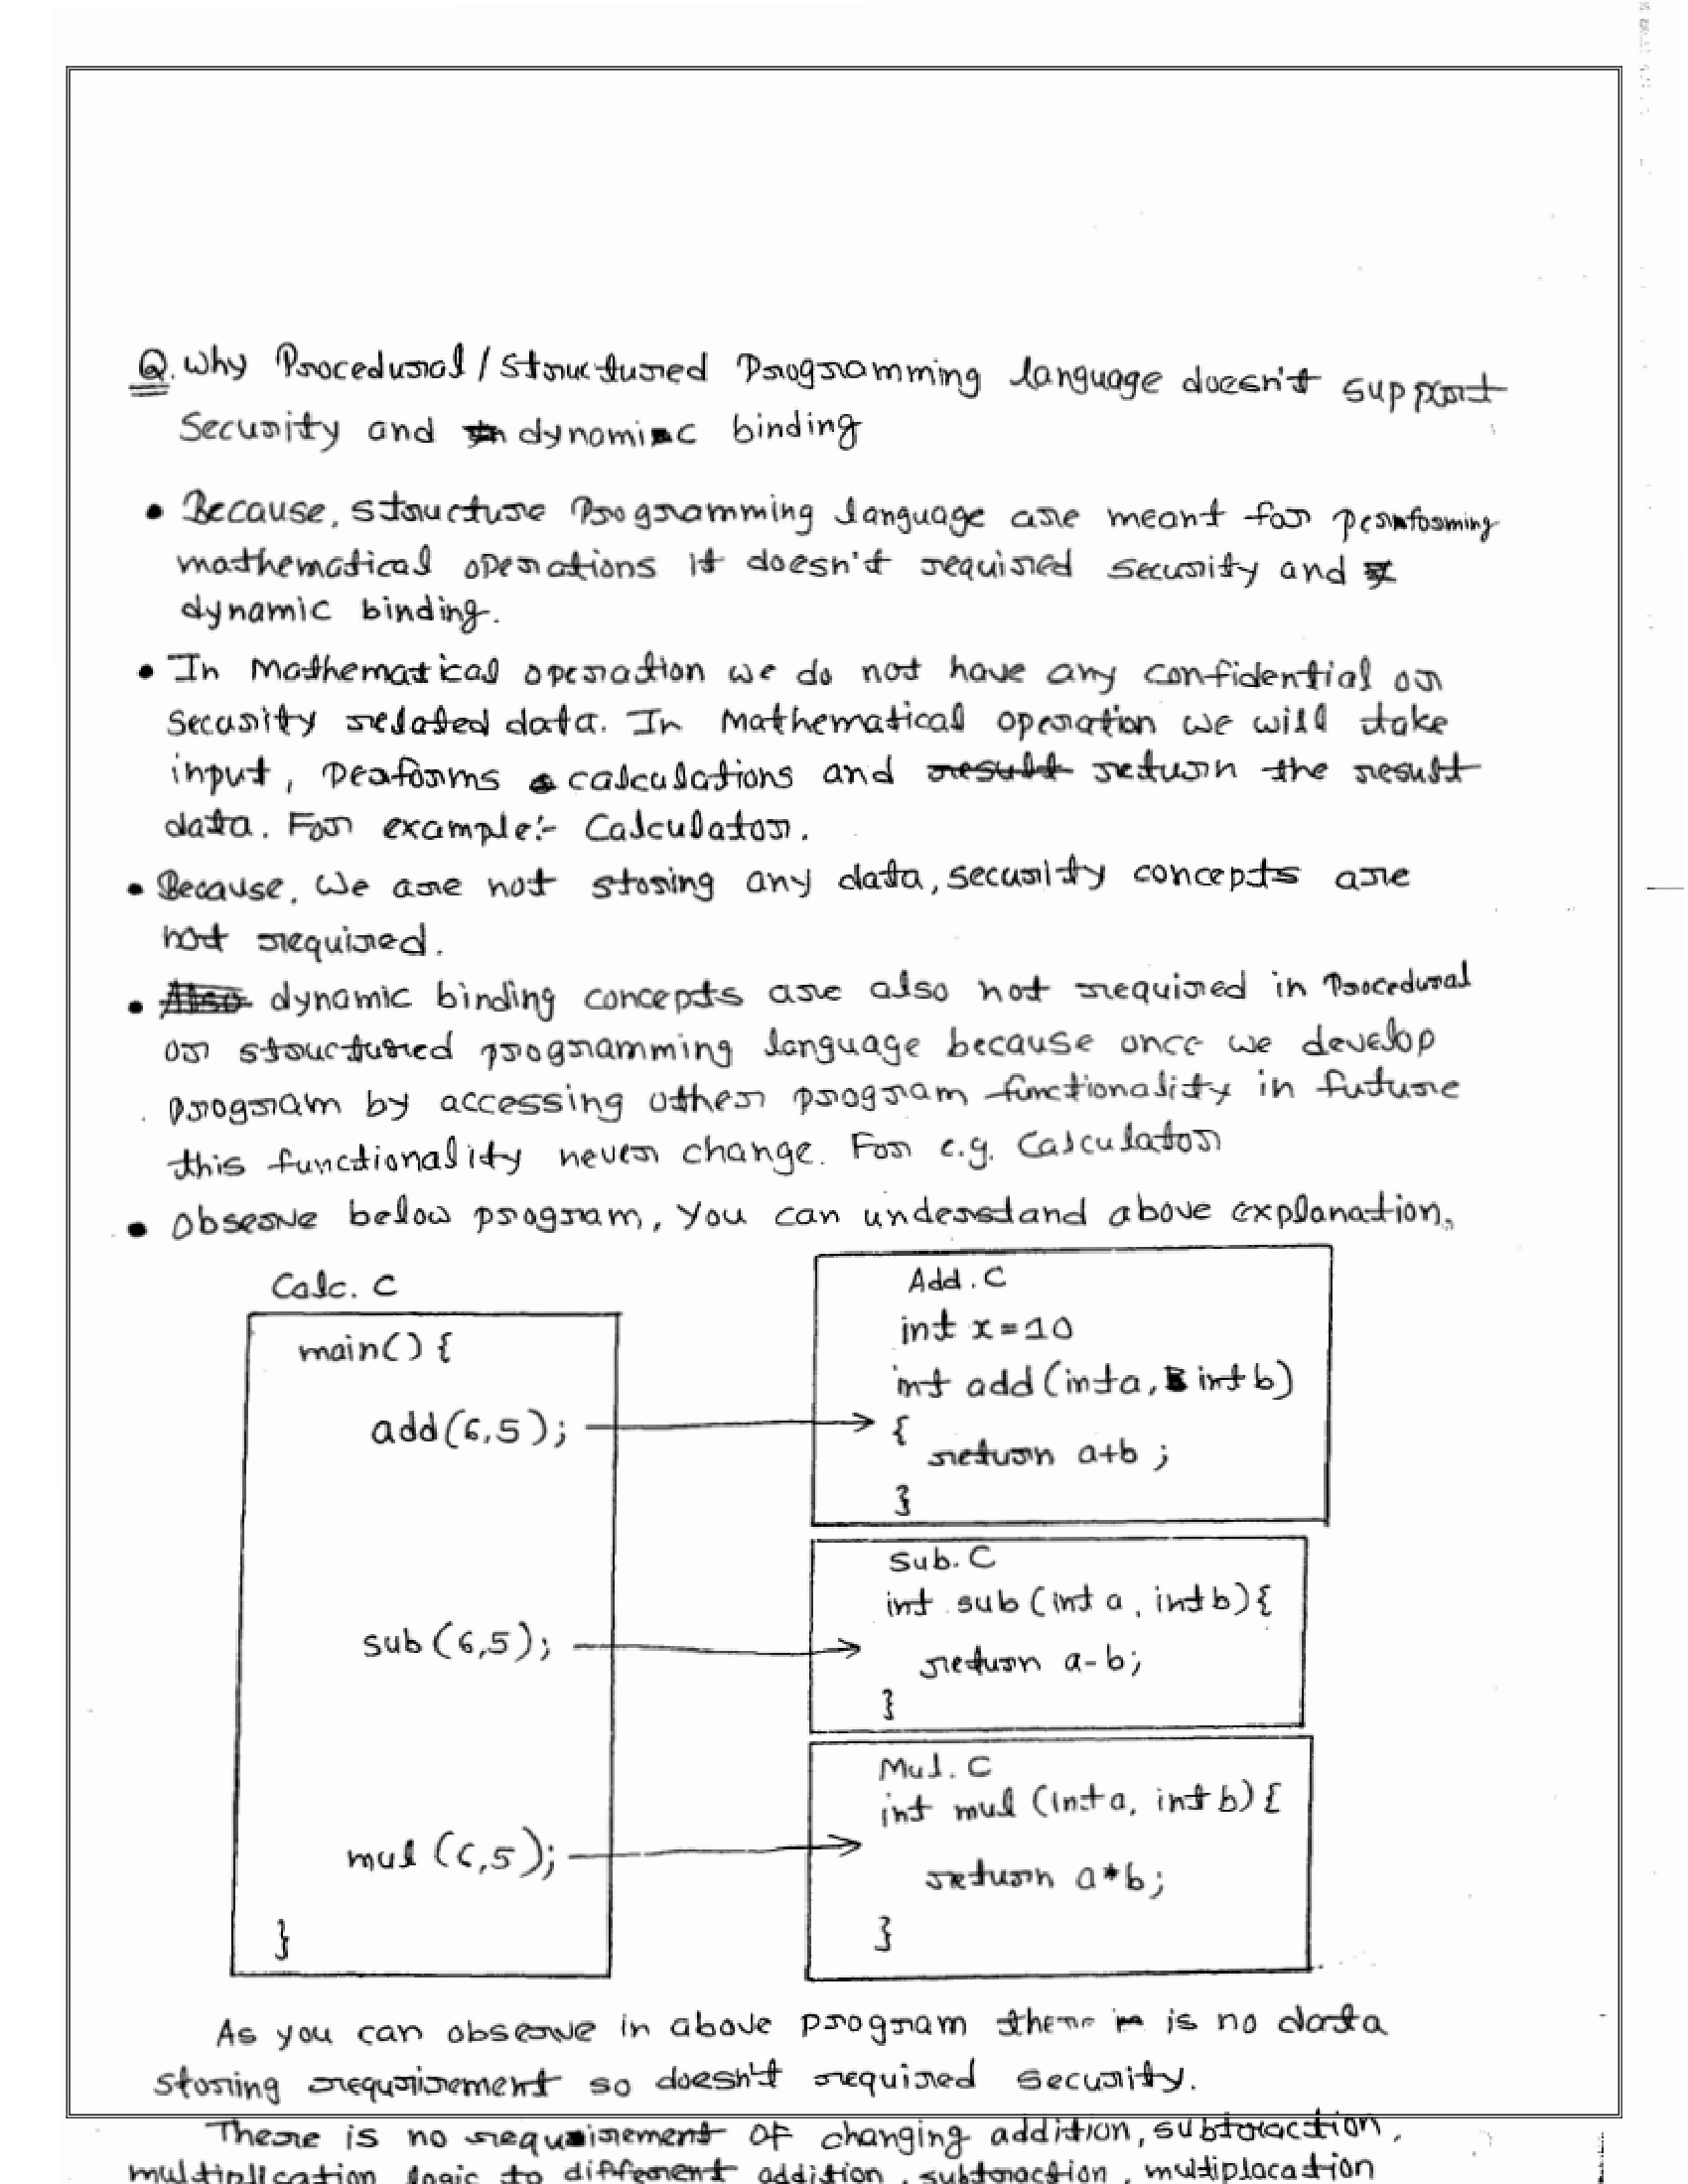 Q. Why Procedural / structured Programming language doesn't support
Security and dynamic binding
• Because, structure Programming language are meant for performing
mathematical operations it doesn't required security and
dynamic binding.
• In Mathematical operation we do not have any confidential or
Security related data. In Mathematical operation we will take
input, performs calculations and result return the result
data. For example:- Calculator.
• Because, We are not storing any data, security concepts are
not required.
• Also dynamic binding concepts are also not required in Procedural
or structured programming language because once we develop
program by accessing other program functionality in future
this functionality never change. For e.g. Calculator
• Observe below program, You can understand above explanation.
Calc. C
main() {
add(6,5);
sub(6,5);
mul(6,5);
}
Add. C
int x=10
int add(int a, int b)
{
return a+b ;
}
Sub. C
int sub (int a, int b){
return a-b;
}
Mul. C
int mul (int a, int b){
return a*b;
}
As you can observe in above program there is no data
storing requirement so doesn't required security.
There is no requirement of changing addition, subtraction,
multiplication logic to different addition, subtraction, multiplacation